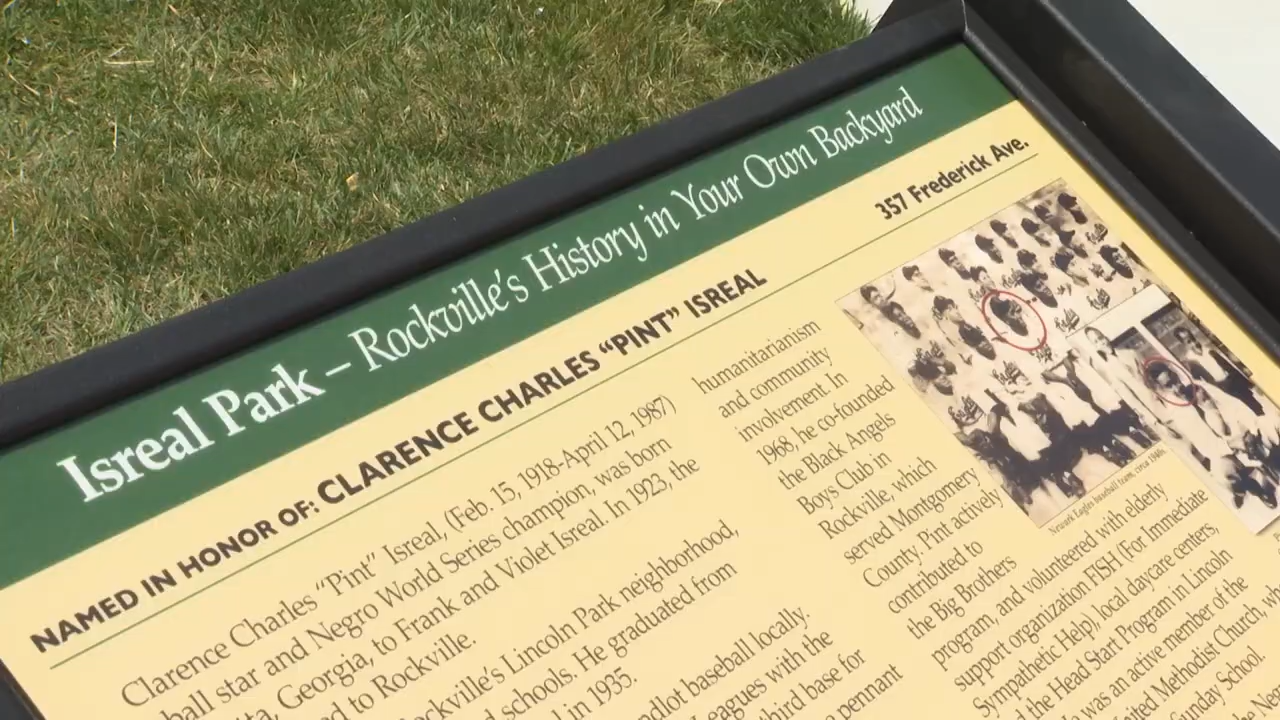 Isreal Park – Rockville's History in Your Own Backyard
357 Frederick Ave.
NAMED IN HONOR OF: CLARENCE CHARLES "PINT" ISREAL
Clarence Charles "Pint" Isreal, (Feb. 15, 1918-April 12, 1987)
ball star and Negro World Series champion, was born
Georgia, to Frank and Violet Isreal. In 1923, the
to Rockville.
Lincoln Park neighborhood,
schools. He graduated from
in 1935.
baseball locally.
with the
base for
pennant
humanitarianism
and community
involvement. In
1968, he co-founded
the Black Angels
Boys Club in
Rockville, which
served Montgomery
County. Pint actively
contributed to
the Big Brothers
program, and volunteered with elderly
support organization FISH (For Immediate
Sympathetic Help), local daycare centers,
the Head Start Program in Lincoln
was an active member of the
Methodist Church,
Sunday School
Newark Eagles baseball team, circa 1940s.